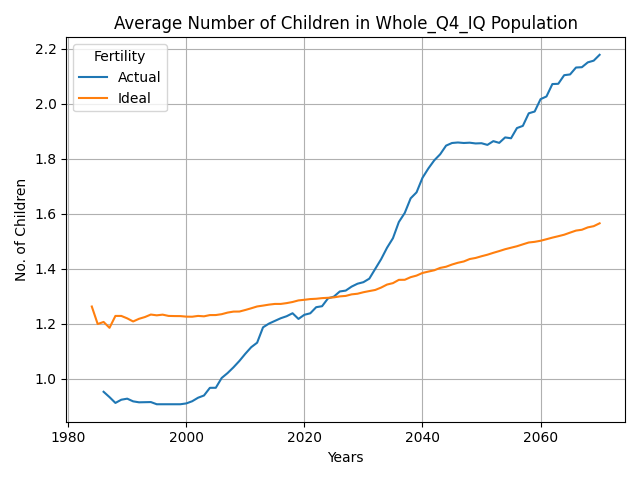 Average Number of Children in Whole_Q4_IQ Population
Fertility
Actual
Ideal
No. of Children
2.2
2.0
1.8
1.6
1.4
1.2
1.0
1980
2000
2020
2040
2060
Years